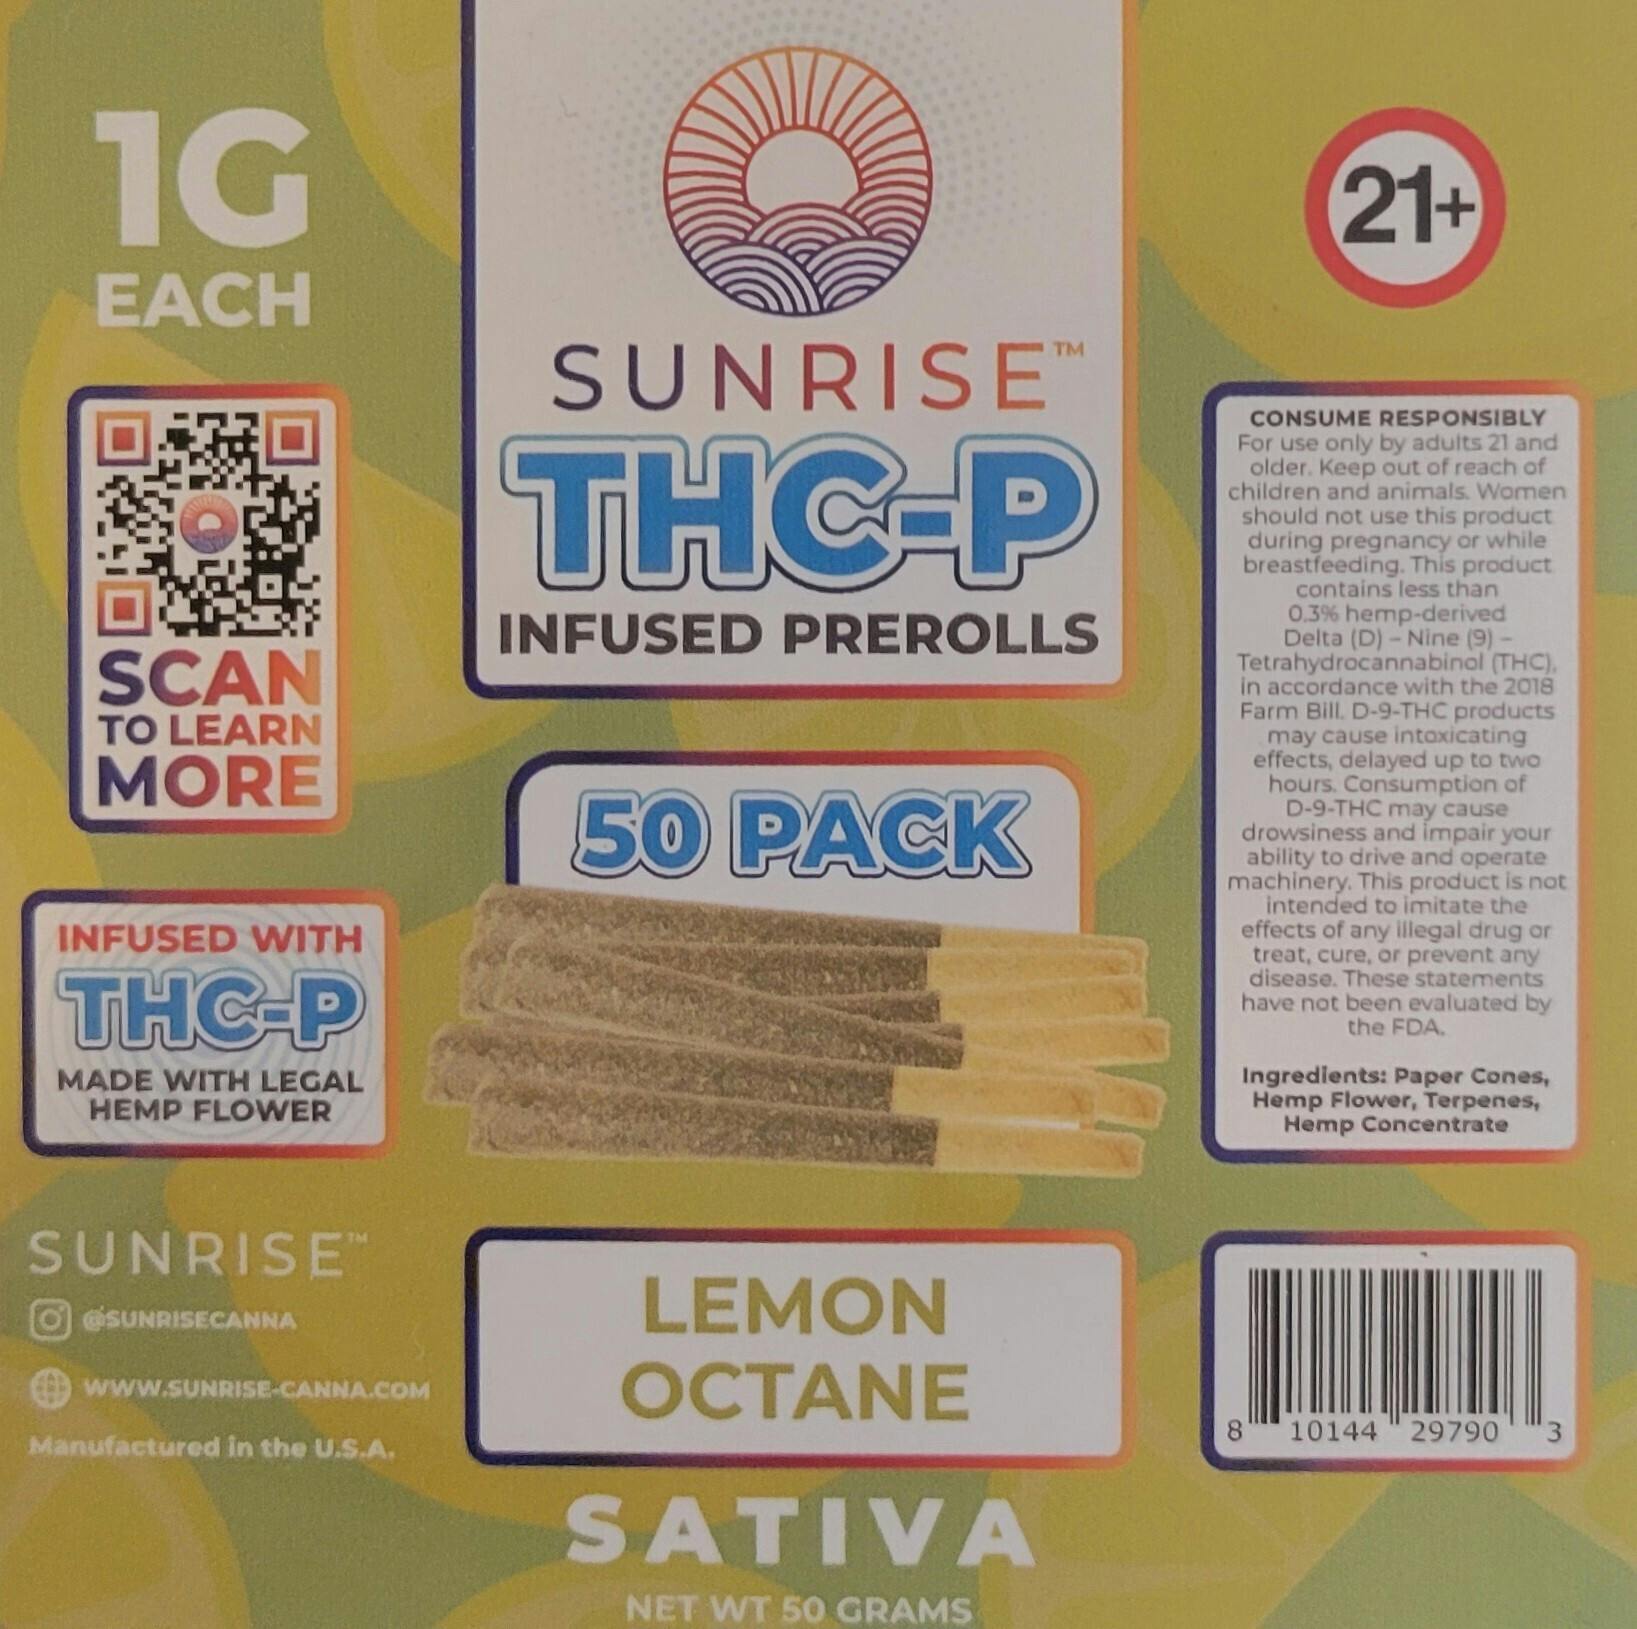 1G
EACH
SCAN
TO LEARN
MORE
INFUSED WITH
THC-P
MADE WITH LEGAL
HEMP FLOWER
SUNRISE™
@SUNRISECANNA
WWW.SUNRISE-CANNA.COM
Manufactured in the U.S.A.
SUNRISE™
THC-P
INFUSED PREROLLS
50 PACK
LEMON
OCTANE
SATIVA
NET WT 50 GRAMS
21+
CONSUME RESPONSIBLY
For use only by adults 21 and
older. Keep out of reach of
children and animals. Women
should not use this product
during pregnancy or while
breastfeeding. This product
contains less than
0.3% hemp-derived
Delta (D) – Nine (9) –
Tetrahydrocannabinol (THC),
in accordance with the 2018
Farm Bill. D-9-THC products
may cause intoxicating
effects, delayed up to two
hours. Consumption of
D-9-THC may cause
drowsiness and impair your
ability to drive and operate
machinery. This product is not
intended to imitate the
effects of any illegal drug or
treat, cure, or prevent any
disease. These statements
have not been evaluated by
the FDA.
Ingredients: Paper Cones,
Hemp Flower, Terpenes,
Hemp Concentrate
8 10144 29790 3